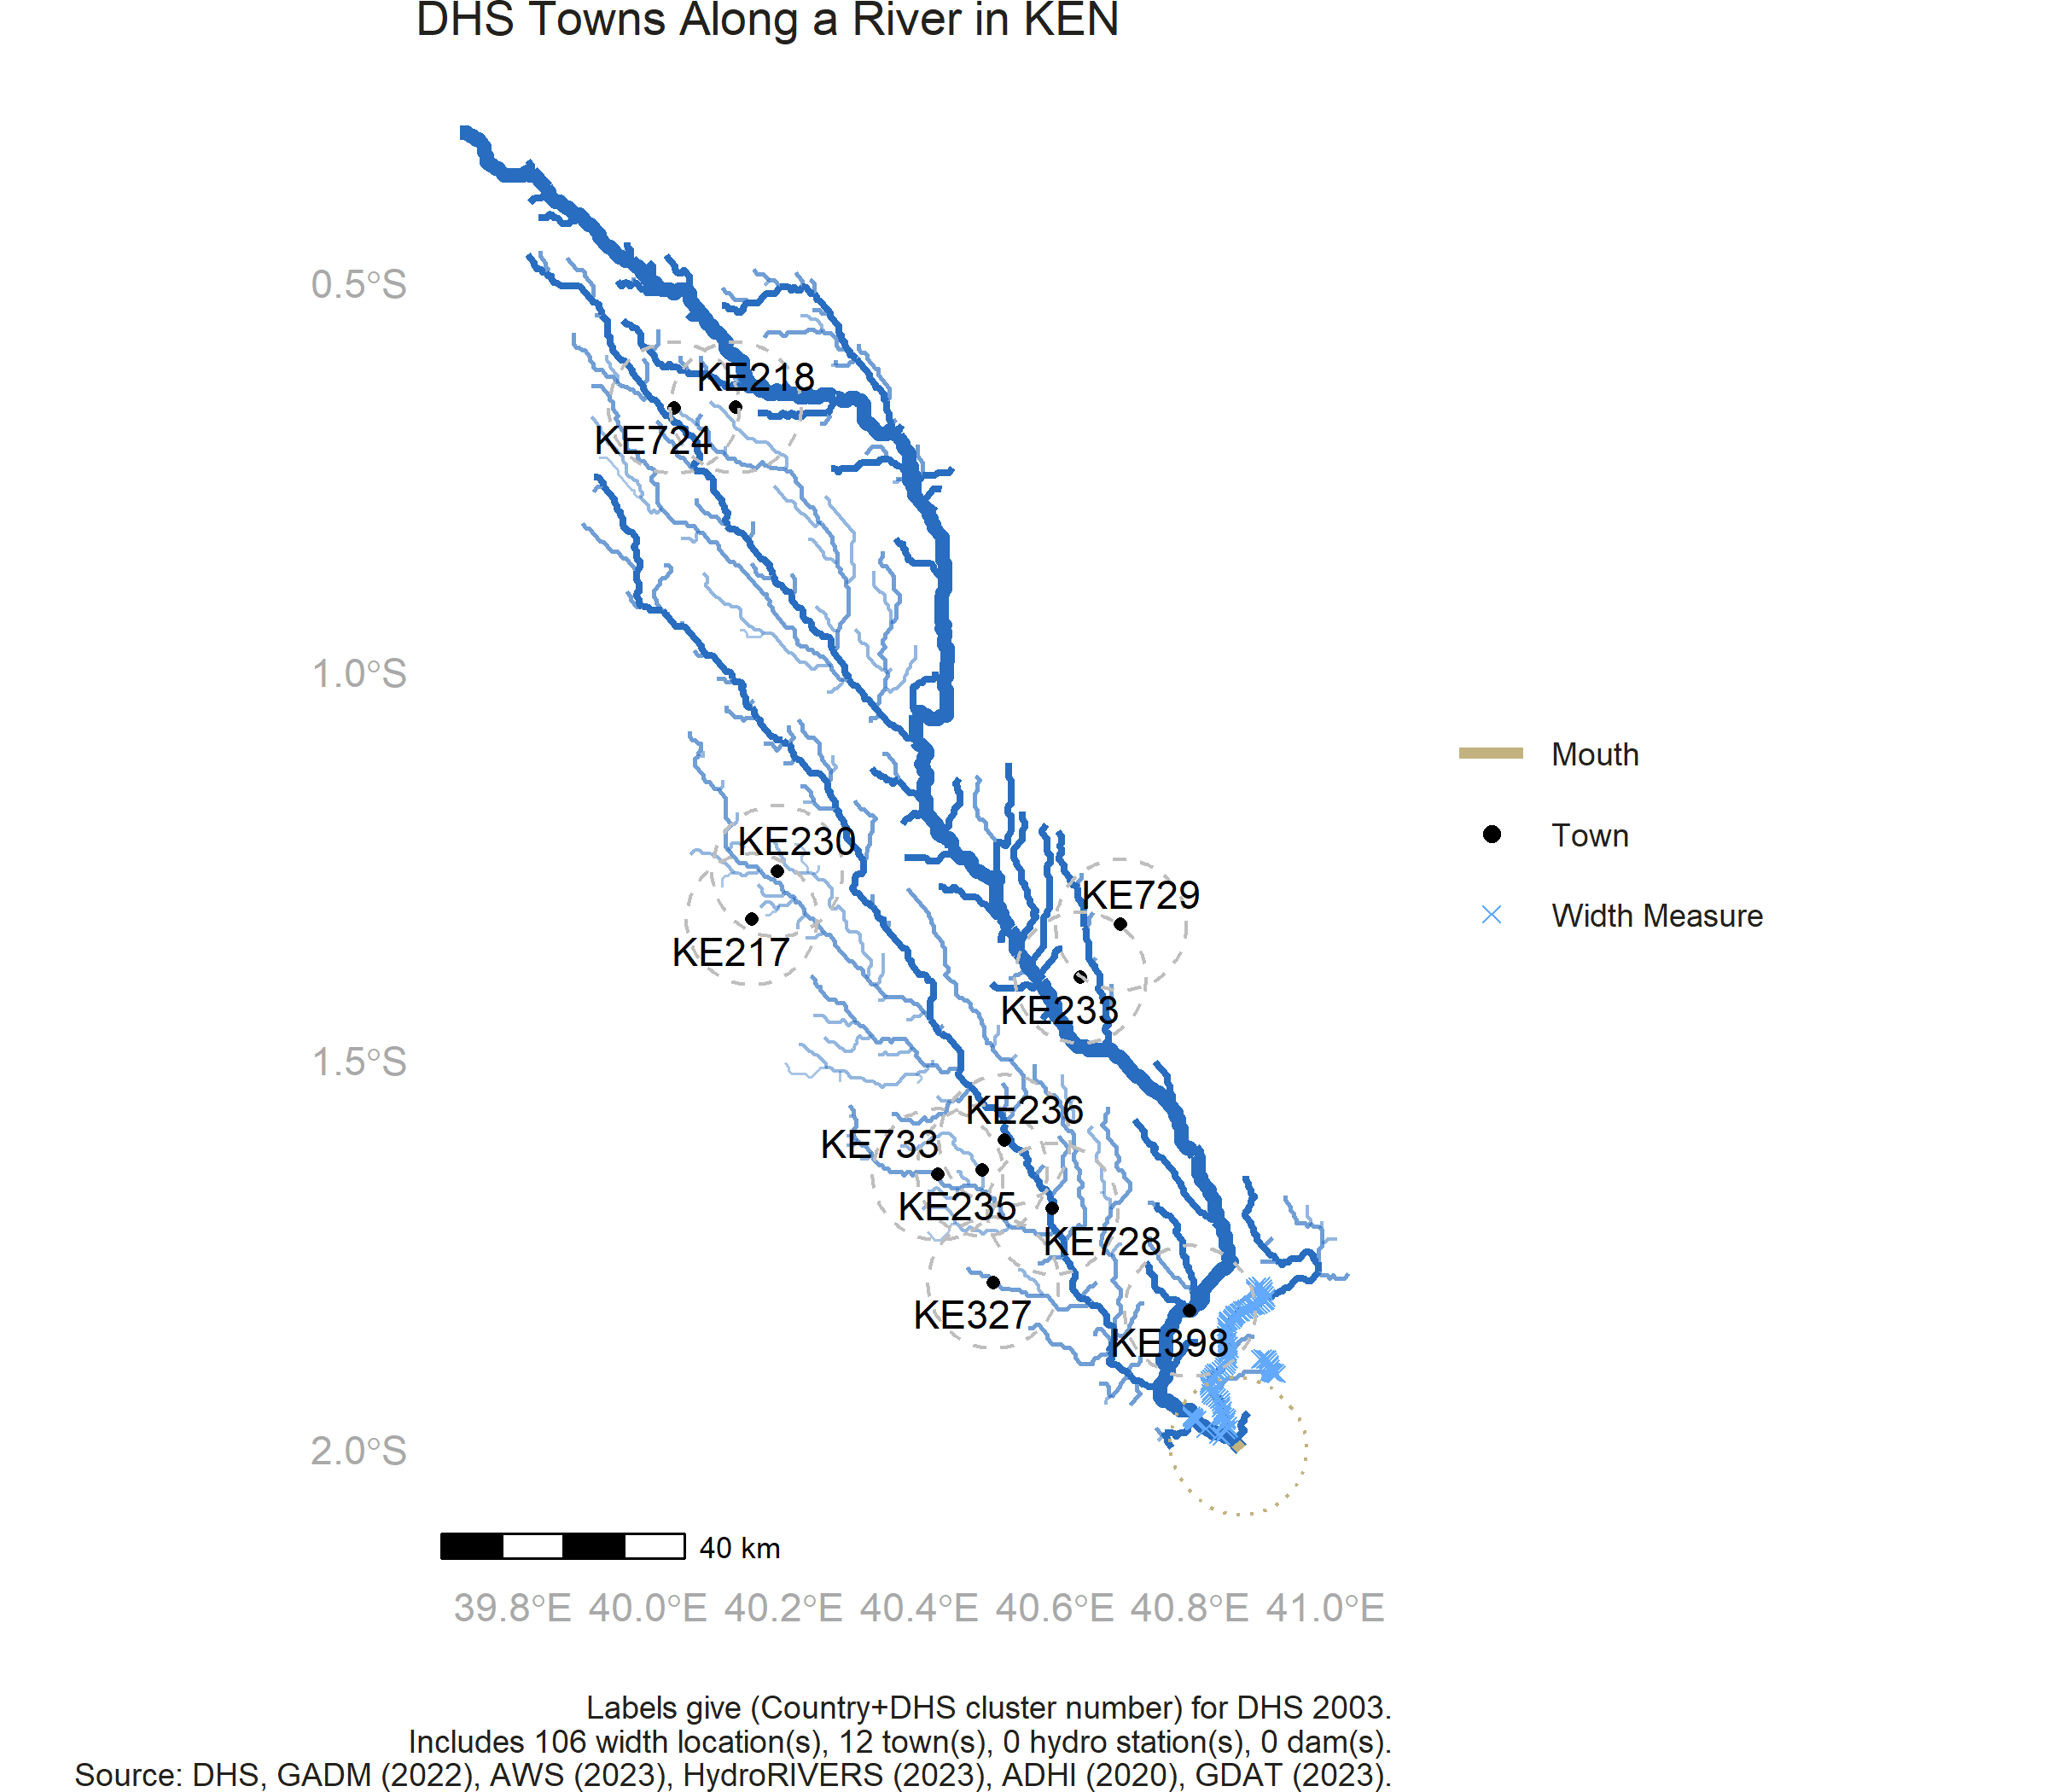 DHS Towns Along a River in KEN
0.5°S
KE218
KE724
1.0°S
Mouth
KE230
Town
KE729
Width Measure
KE217
KE233
1.5°S
KE236
KE733
KE235
KE728
KE327
KE398
2.0°S
40 km
39.8°E 40.0°E 40.2°E 40.4°E 40.6°E 40.8°E 41.0°E
Labels give (Country+DHS cluster number) for DHS 2003.
Includes 106 width location(s), 12 town(s), 0 hydro station(s), 0 dam(s).
Source: DHS, GADM (2022), AWS (2023), HydroRIVERS (2023), ADHI (2020), GDAT (2023).